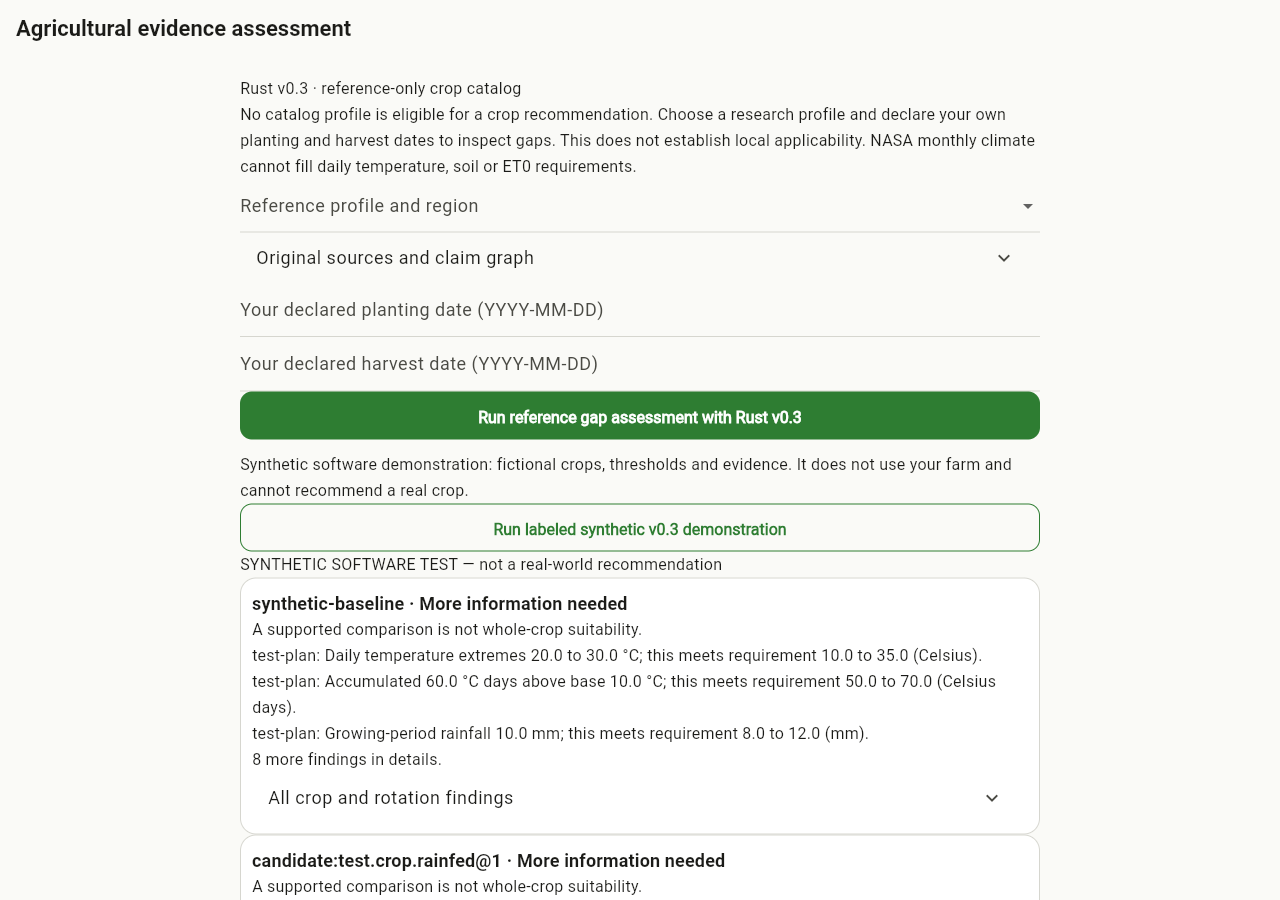 Agricultural evidence assessment
Rust v0.3 · reference-only crop catalog
No catalog profile is eligible for a crop recommendation. Choose a research profile and declare your own
planting and harvest dates to inspect gaps. This does not establish local applicability. NASA monthly climate
cannot fill daily temperature, soil or ET0 requirements.
Reference profile and region
Original sources and claim graph
Your declared planting date (YYYY-MM-DD)
Your declared harvest date (YYYY-MM-DD)
Run reference gap assessment with Rust v0.3
Synthetic software demonstration: fictional crops, thresholds and evidence. It does not use your farm and
cannot recommend a real crop.
Run labeled synthetic v0.3 demonstration
SYNTHETIC SOFTWARE TEST — not a real-world recommendation
synthetic-baseline · More information needed
A supported comparison is not whole-crop suitability.
test-plan: Daily temperature extremes 20.0 to 30.0 °C; this meets requirement 10.0 to 35.0 (Celsius).
test-plan: Accumulated 60.0 °C days above base 10.0 °C; this meets requirement 50.0 to 70.0 (Celsius
days).
test-plan: Growing-period rainfall 10.0 mm; this meets requirement 8.0 to 12.0 (mm).
8 more findings in details.
All crop and rotation findings
candidate:test.crop.rainfed@1 · More information needed
A supported comparison is not whole-crop suitability.